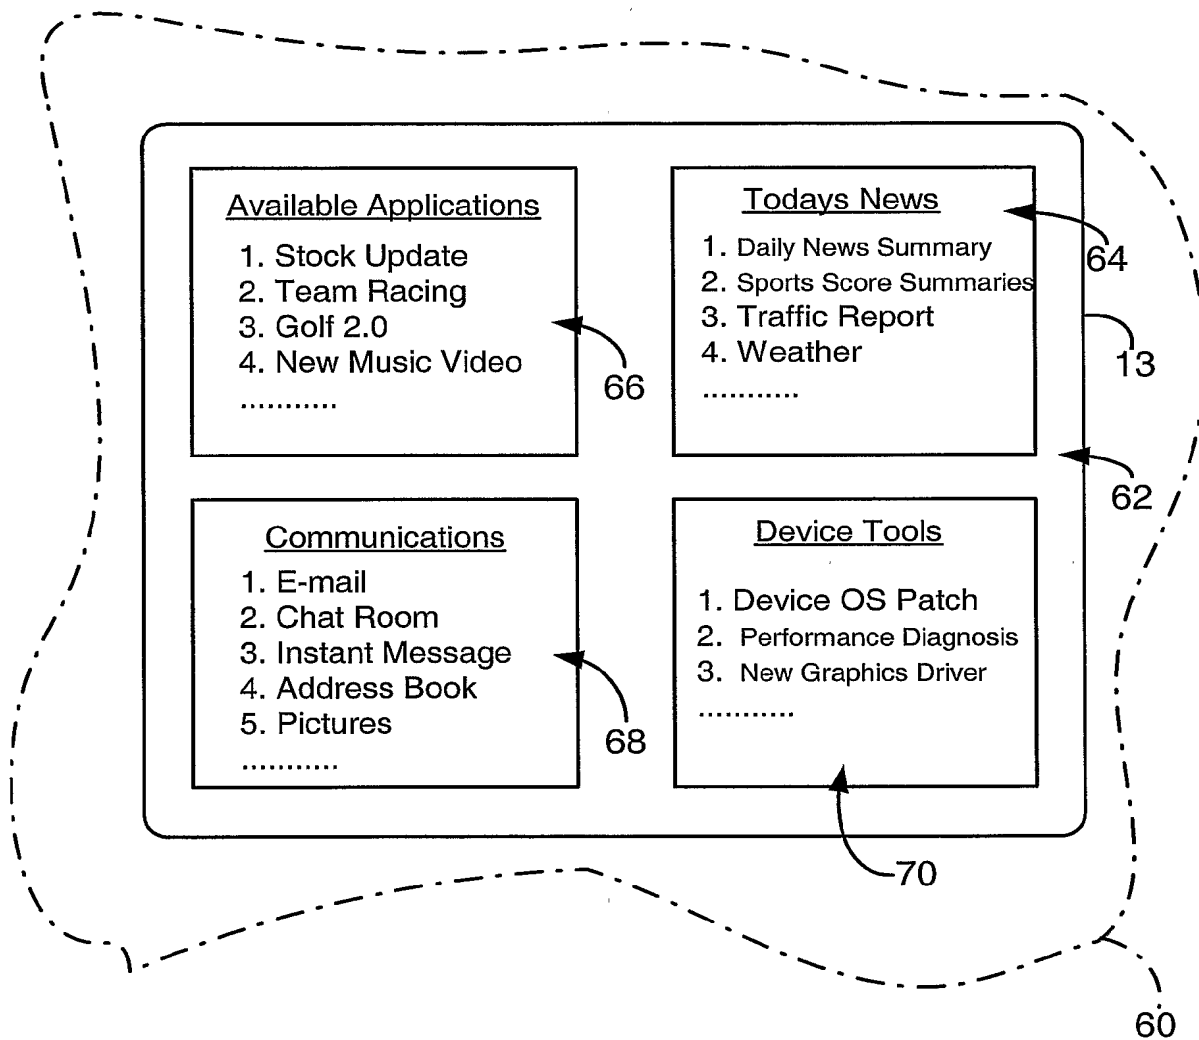 Available Applications
1. Stock Update
2. Team Racing
3. Golf 2.0
4. New Music Video
............
66
Todays News
1. Daily News Summary
2. Sports Score Summaries
3. Traffic Report
4. Weather
............
64
13
62
Communications
1. E-mail
2. Chat Room
3. Instant Message
4. Address Book
5. Pictures
............
68
Device Tools
1. Device OS Patch
2. Performance Diagnosis
3. New Graphics Driver
............
70
60